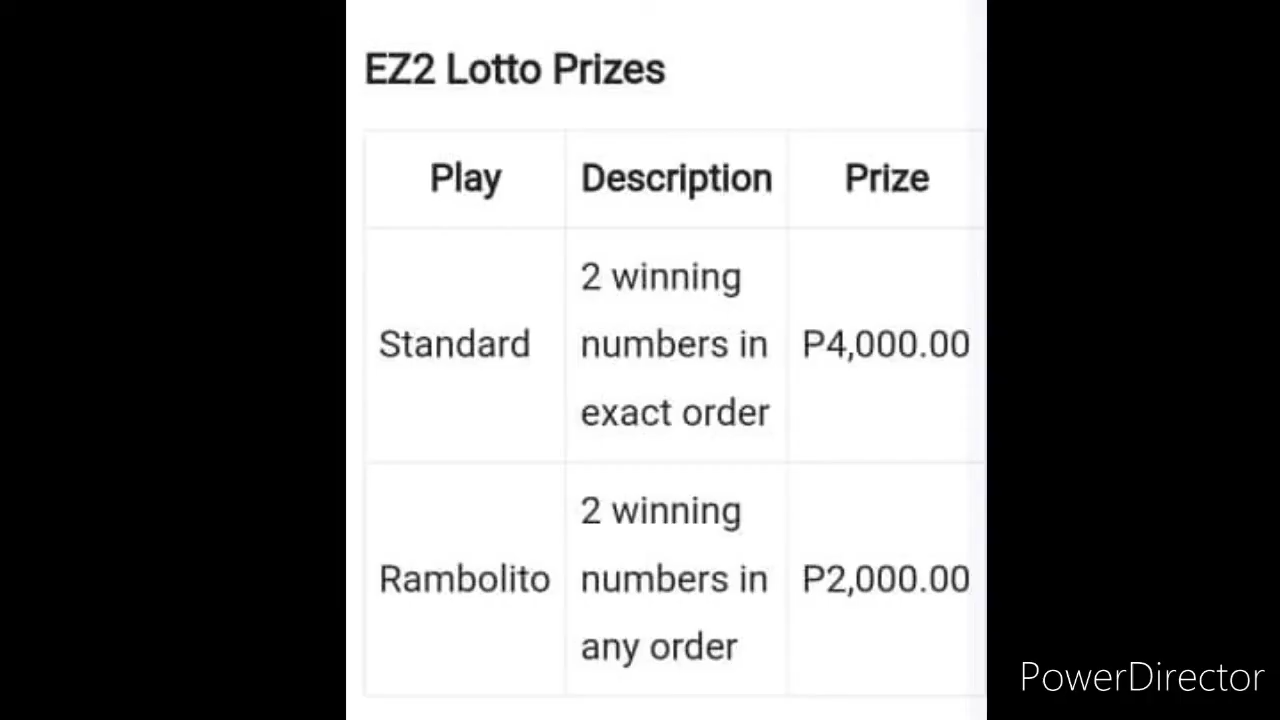 EZ2 Lotto Prizes
Play Description Prize
2 winning
Standard numbers in P4,000.00
exact order
2 winning
Rambolito numbers in P2,000.00
any order
PowerDirector